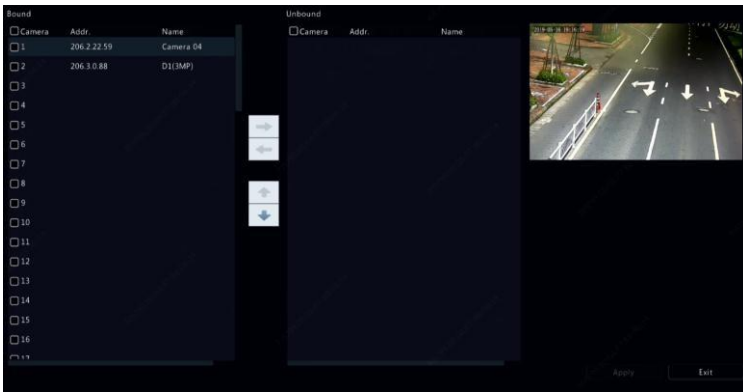 Bound
Camera Addr. Name
1 206.2.22.59 Camera 04
2 206.3.0.88 D1(3MP)
3
4
5
6
7
8
9
10
11
12
13
14
15
16
17
Unbound
Camera Addr. Name
Apply Exit